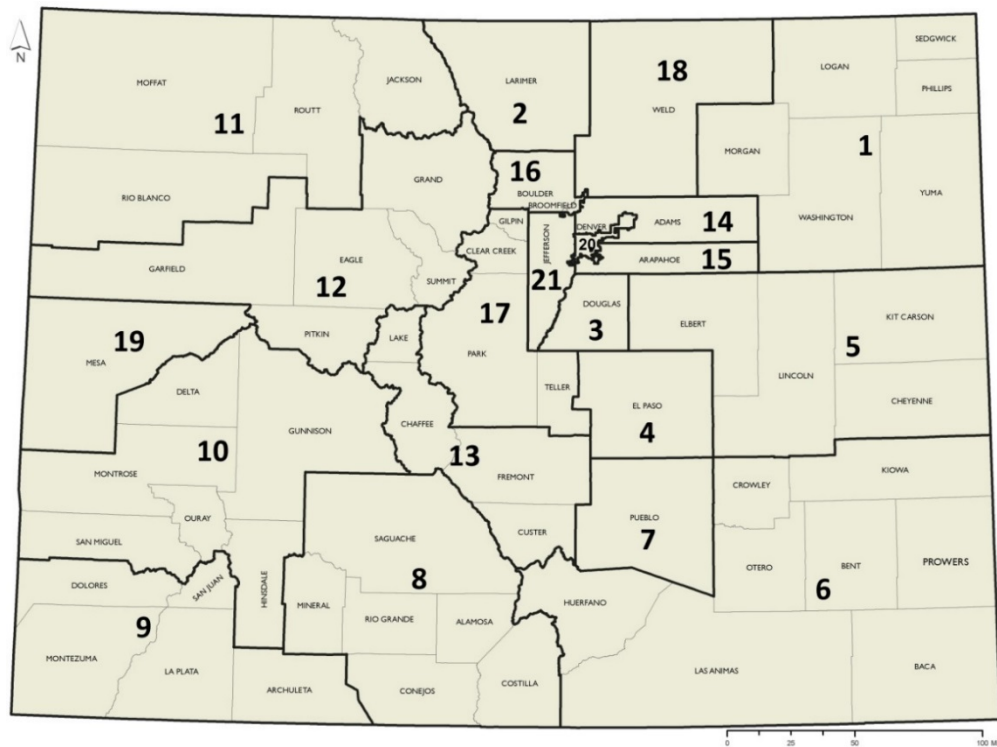 N
MOFFAT
11
ROUTT
JACKSON
LARIMER
2
18
WELD
LOGAN
SEDGWICK
PHILLIPS
MORGAN
1
WASHINGTON
YUMA
RIO BLANCO
GRAND
16
BOULDER
BROOMFIELD
GILPIN
CLEAR CREEK
JEFFERSON
21
DENVER
20
ADAMS
14
ARAPAHOE
15
GARFIELD
EAGLE
12
SUMMIT
17
PARK
DOUGLAS
3
ELBERT
LINCOLN
5
KIT CARSON
CHEYENNE
19
MESA
PITKIN
LAKE
TELLER
EL PASO
4
DELTA
GUNNISON
10
CHAFFEE
13
FREMONT
MONTROSE
OURAY
SAN MIGUEL
SAGUACHE
8
CUSTER
PUEBLO
7
CROWLEY
KIOWA
OTERO
BENT
6
PROWERS
DOLORES
SAN JUAN
HINSDALE
MINERAL
RIO GRANDE
ALAMOSA
HUERFANO
9
MONTEZUMA
LA PLATA
ARCHULETA
CONEJOS
COSTILLA
LAS ANIMAS
BACA
0 25 50 100 M